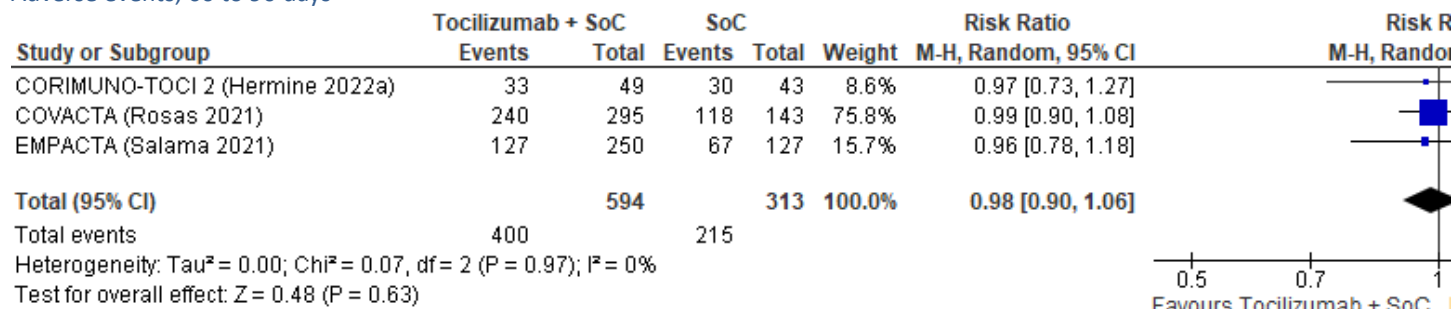 Tocilizumab + SoC SoC Risk Ratio Risk R
Study or Subgroup Events Total Events Total Weight M-H, Random, 95% CI M-H, Randor
CORIMUNO-TOCI 2 (Hermine 2022a) 33 49 30 43 8.6% 0.97 [0.73, 1.27]
COVACTA (Rosas 2021) 240 295 118 143 75.8% 0.99 [0.90, 1.08]
EMPACTA (Salama 2021) 127 250 67 127 15.7% 0.96 [0.78, 1.18]
Total (95% CI) 594 313 100.0% 0.98 [0.90, 1.06]
Total events 400 215
Heterogeneity: Tau² = 0.00; Chi² = 0.07, df = 2 (P = 0.97); I² = 0%
Test for overall effect: Z = 0.48 (P = 0.63)
0.5 0.7 1
Favours Tocilizumab + SoC